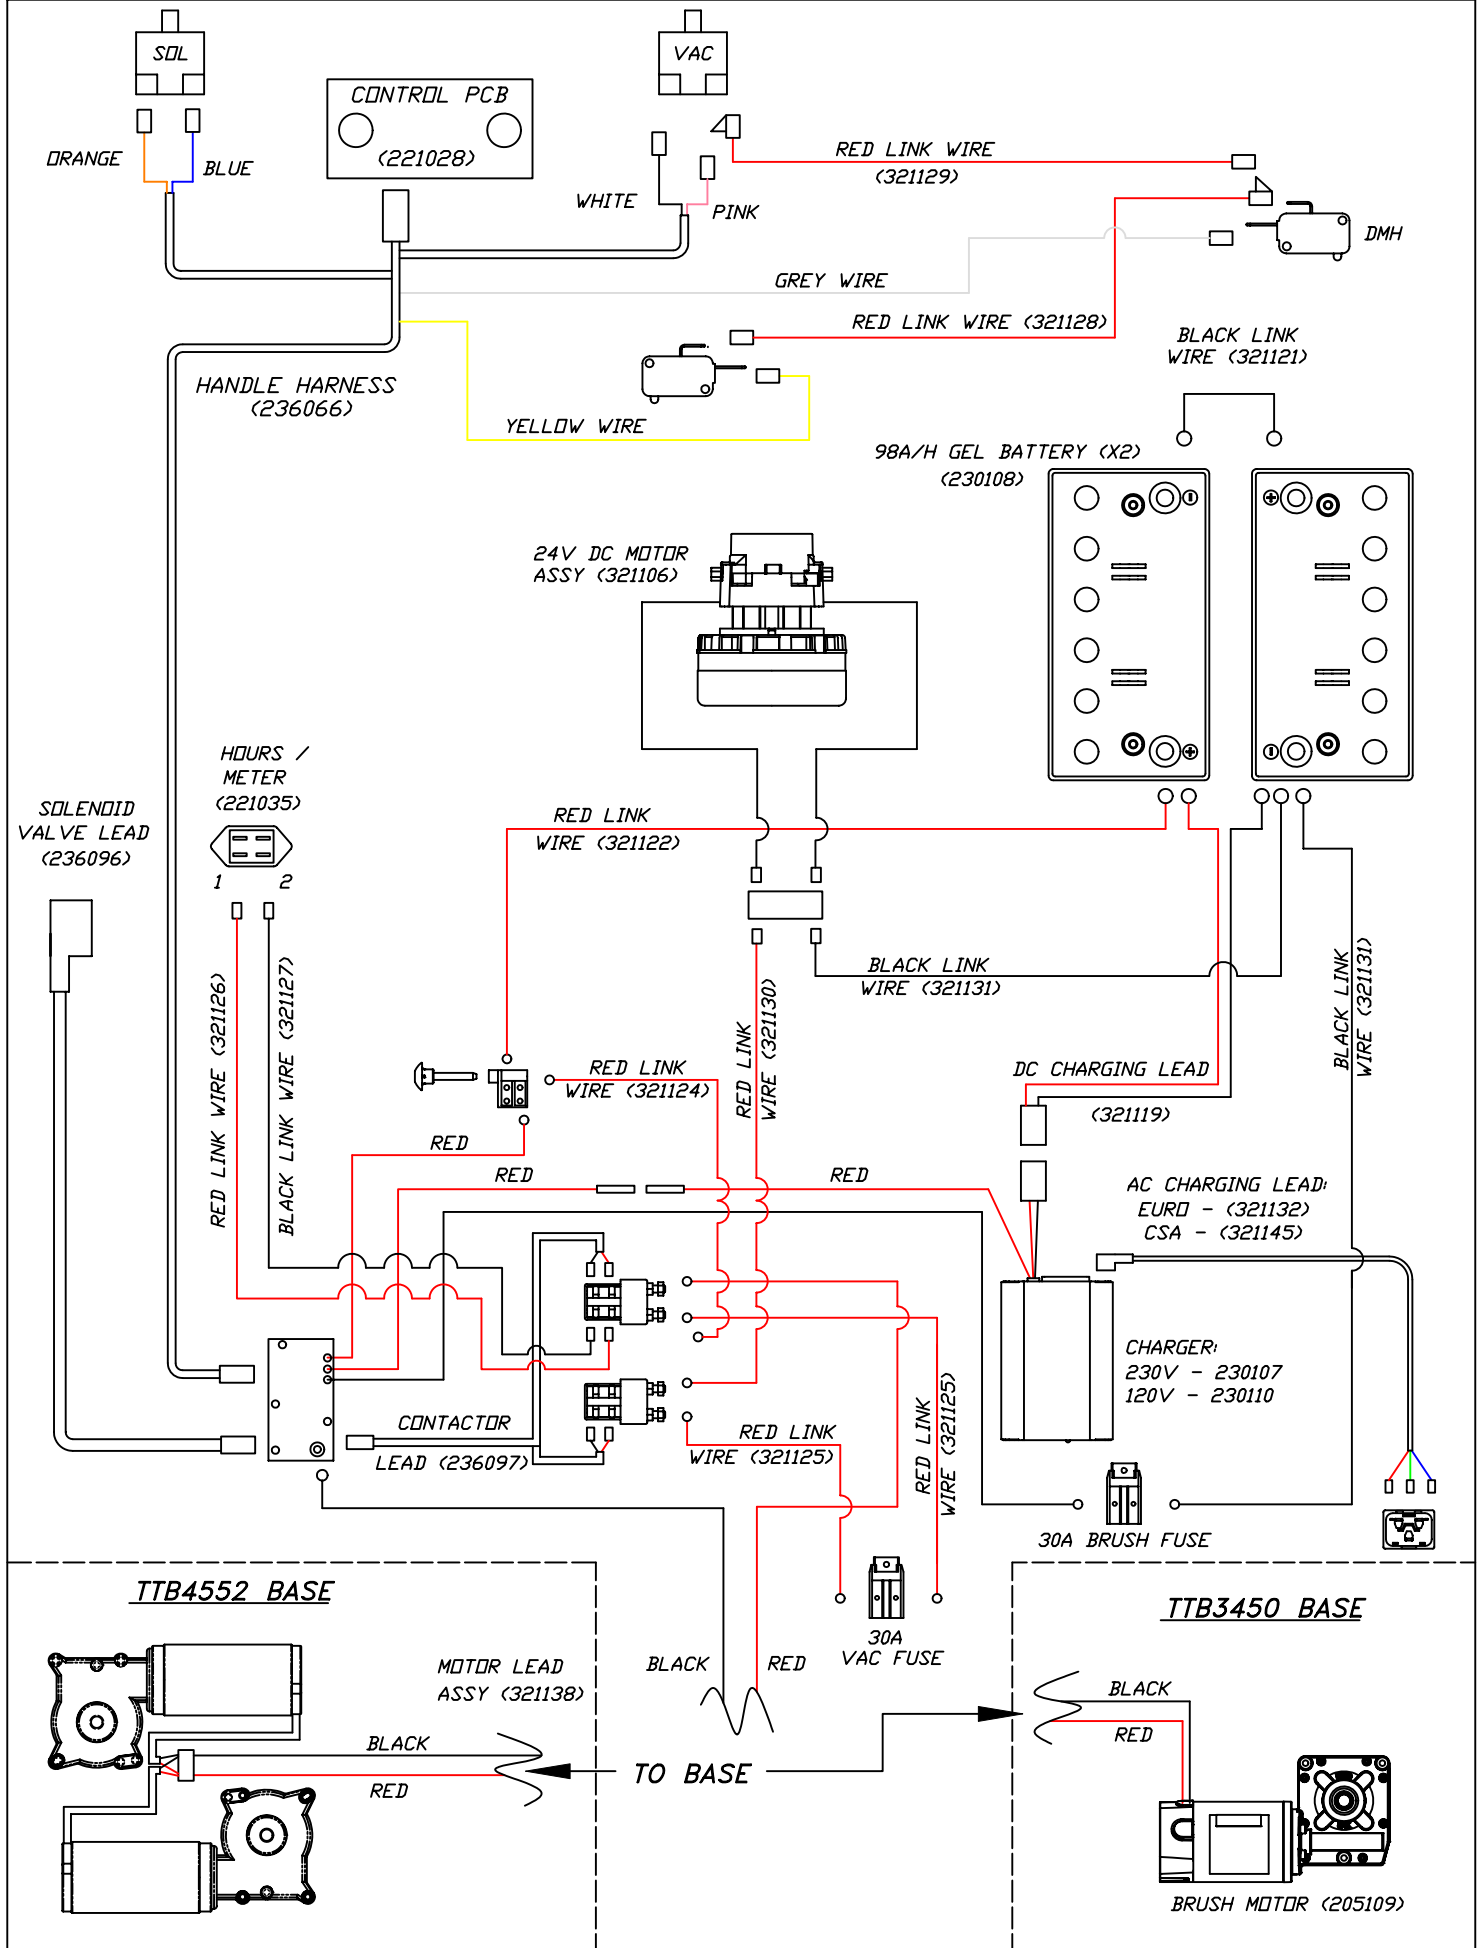 SOL
VAC
CONTROL PCB
(221028)
ORANGE
BLUE
WHITE
PINK
RED LINK WIRE
(321129)
DMH
GREY WIRE
RED LINK WIRE (321128)
BLACK LINK
WIRE (321121)
HANDLE HARNESS
(236066)
YELLOW WIRE
98A/H GEL BATTERY (X2)
(230108)
24V DC MOTOR
ASSY (321106)
HOURS /
METER
(221035)
1 2
SOLENOID
VALVE LEAD
(236096)
RED LINK
WIRE (321122)
BLACK LINK
WIRE (321131)
RED LINK WIRE (321126)
BLACK LINK WIRE (321127)
RED LINK
WIRE (321130)
BLACK LINK
WIRE (321131)
RED LINK
WIRE (321124)
DC CHARGING LEAD
(321119)
RED
RED
RED
AC CHARGING LEAD:
EURO - (321132)
CSA - (321145)
CHARGER:
230V - 230107
120V - 230110
CONTACTOR
LEAD (236097)
RED LINK
WIRE (321125)
RED LINK
WIRE (321125)
30A BRUSH FUSE
30A
VAC FUSE
TTB4552 BASE
TTB3450 BASE
MOTOR LEAD
ASSY (321138)
BLACK
RED
BLACK
RED
TO BASE
BLACK
RED
BRUSH MOTOR (205109)